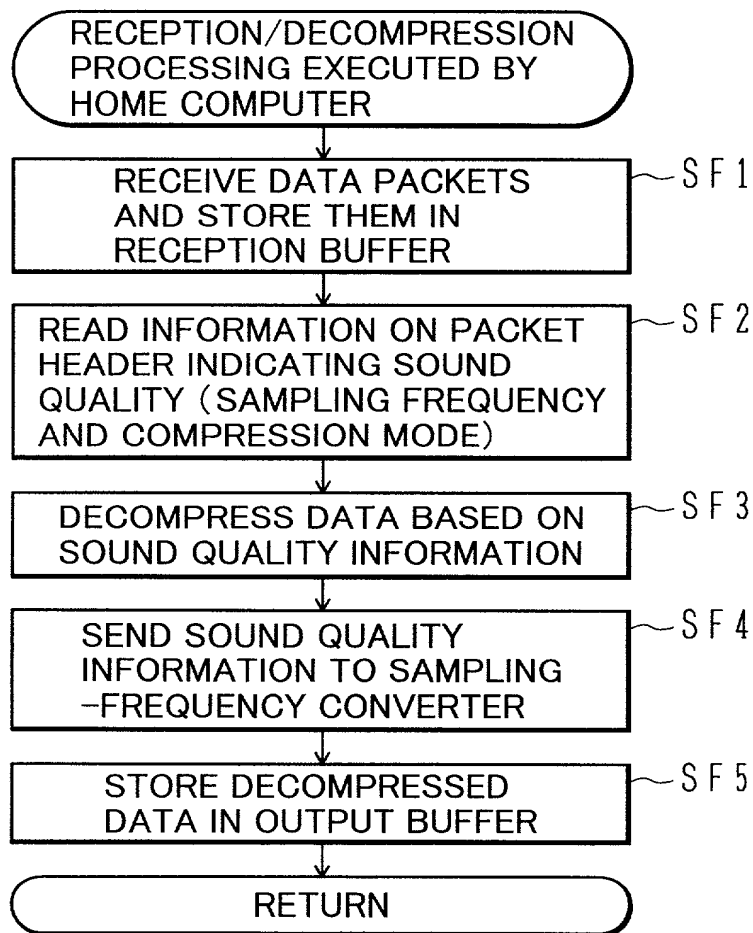 RECEPTION/DECOMPRESSION
PROCESSING EXECUTED BY
HOME COMPUTER
RECEIVE DATA PACKETS
AND STORE THEM IN
RECEPTION BUFFER
SF1
READ INFORMATION ON PACKET
HEADER INDICATING SOUND
QUALITY (SAMPLING FREQUENCY
AND COMPRESSION MODE)
SF2
DECOMPRESS DATA BASED ON
SOUND QUALITY INFORMATION
SF3
SEND SOUND QUALITY
INFORMATION TO SAMPLING
-FREQUENCY CONVERTER
SF4
STORE DECOMPRESSED
DATA IN OUTPUT BUFFER
SF5
RETURN